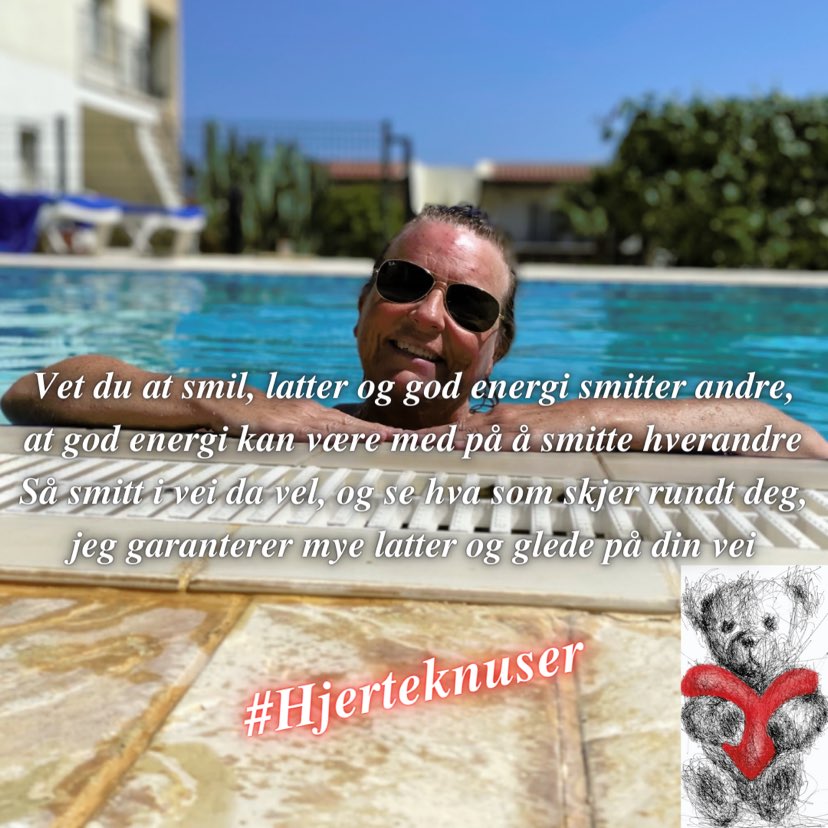 Vet du at smil, latter og god energi smitter andre,
at god energi kan være med på å smitte hverandre
Så smitt i vei da vel, og se hva som skjer rundt deg,
jeg garanterer mye latter og glede på din vei
#Hjerteknuser